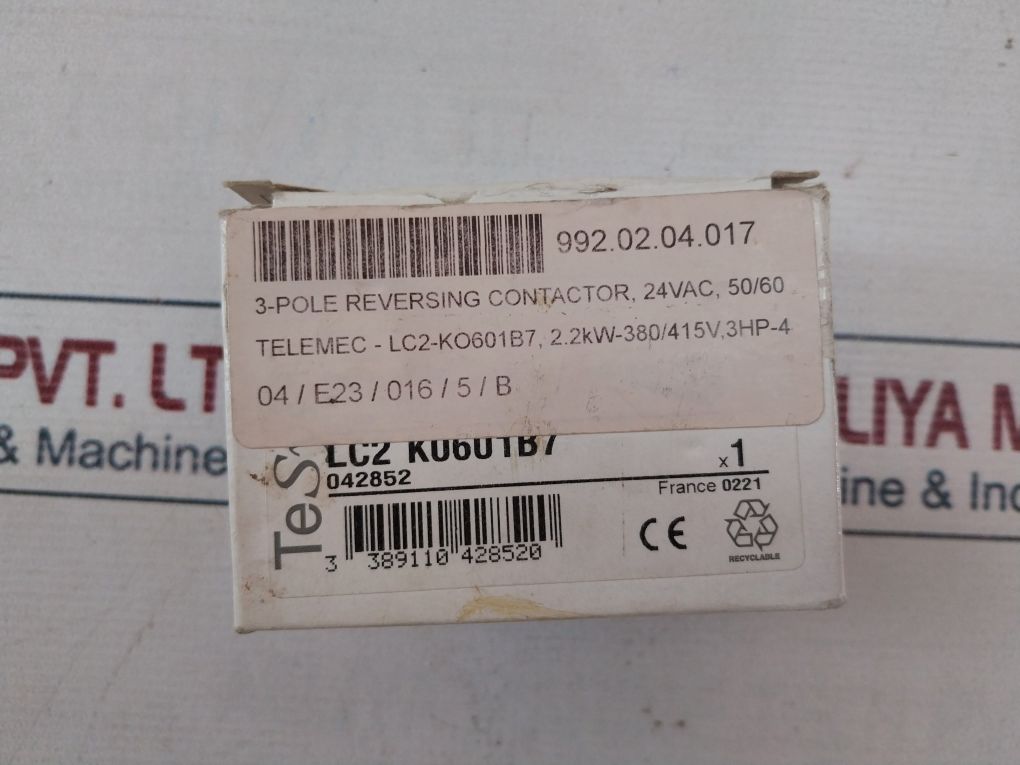 992.02.04.017
3-POLE REVERSING CONTACTOR, 24VAC, 50/60
TELEMEC - LC2-KO601B7, 2.2kW-380/415V,3HP-4
04 / E23 / 016 / 5 / B
PVT. LT
LIYA M
& Machine
ine & Ind
TeS
LC2 K0601B7
x1
042852
France 0221
CE
3 389110 428520
RECYCLABLE